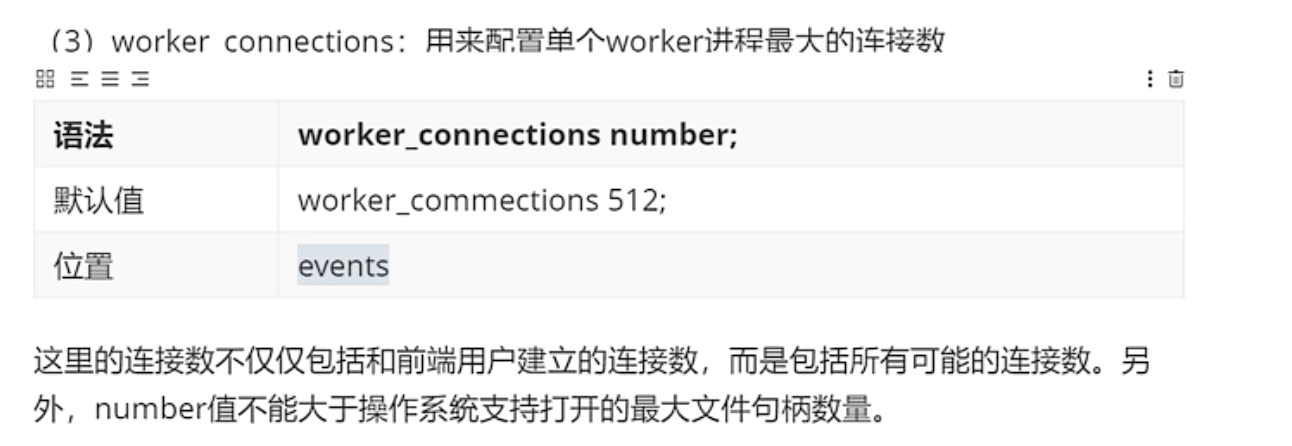 （3）worker connections：用来配置单个worker进程最大的连接数
语法 worker_connections number;
默认值 worker_commections 512;
位置 events
这里的连接数不仅仅包括和前端用户建立的连接数，而是包括所有可能的连接数。另
外，number值不能大于操作系统支持打开的最大文件句柄数量。